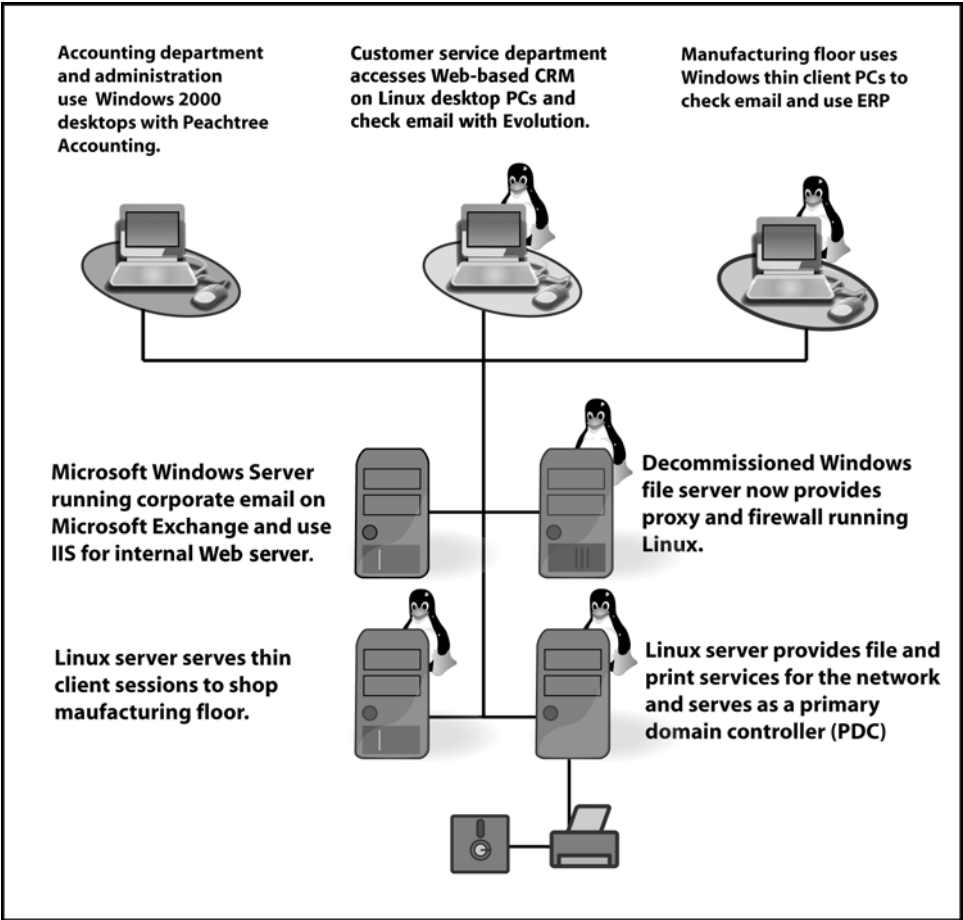 Accounting department
and administration
use Windows 2000
desktops with Peachtree
Accounting.
Customer service department
accesses Web-based CRM
on Linux desktop PCs and
check email with Evolution.
Manufacturing floor uses
Windows thin client PCs to
check email and use ERP
Microsoft Windows Server
running corporate email on
Microsoft Exchange and use
IIS for internal Web server.
Decommissioned Windows
file server now provides
proxy and firewall running
Linux.
Linux server serves thin
client sessions to shop
maufacturing floor.
Linux server provides file and
print services for the network
and serves as a primary
domain controller (PDC)